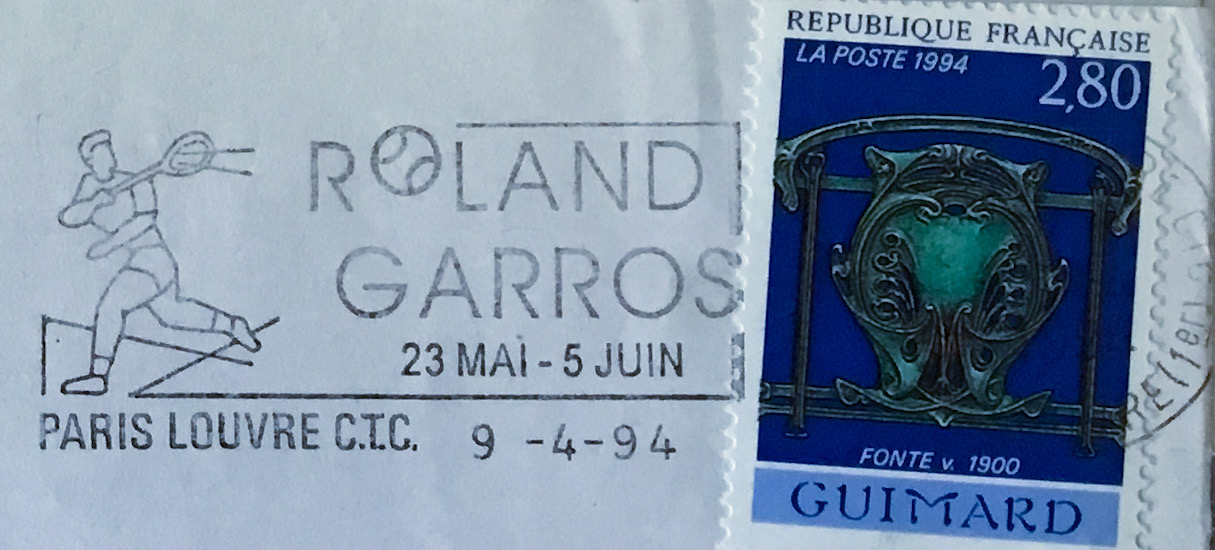 ROLAND
GARROS
23 MAi - 5 JUIN
PARIS LOUVRE C.T.C. 9 -4-94
REPUBLIQUE FRANÇAISE
LA POSTE 1994
2,80
FONTE v. 1900
GUIMARD